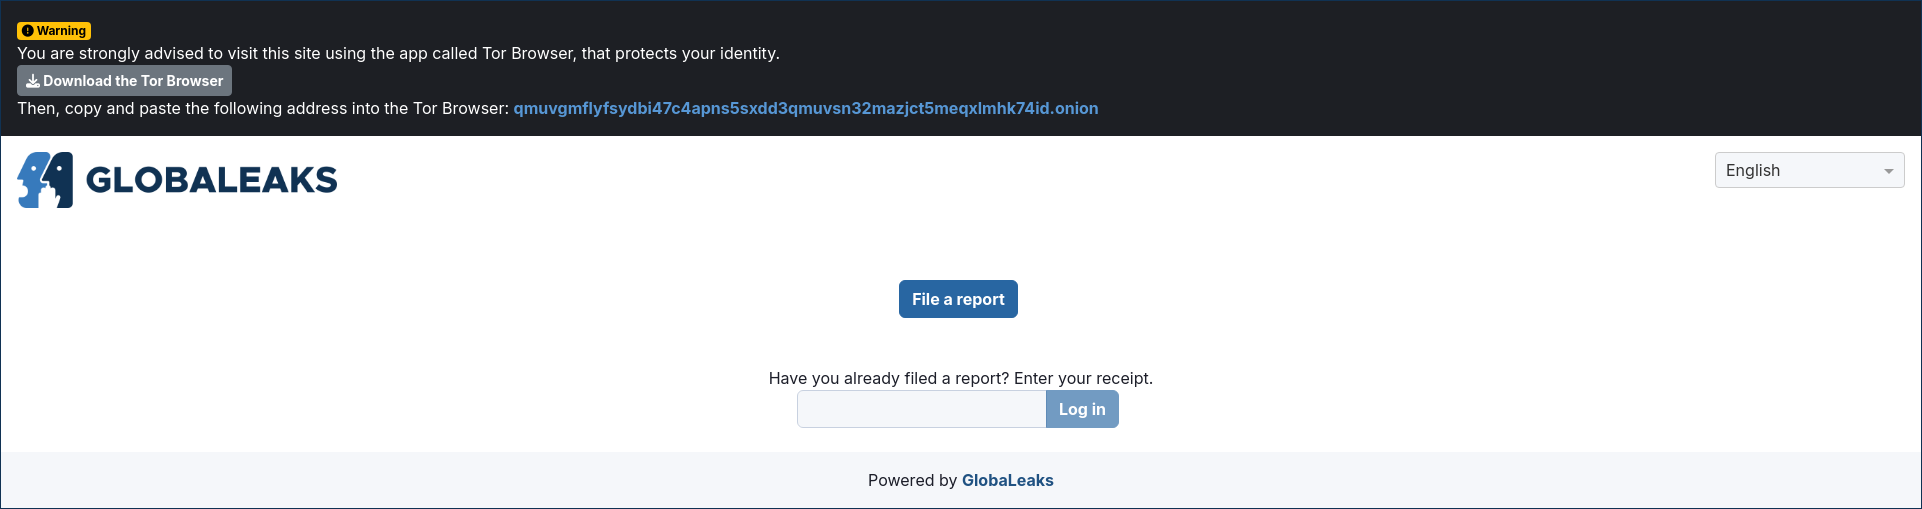 Warning
You are strongly advised to visit this site using the app called Tor Browser, that protects your identity.
Download the Tor Browser
Then, copy and paste the following address into the Tor Browser: qmuvgmflyfsydbi47c4apns5sxdd3qmuvsn32mazjct5meqxlmhk74id.onion
GLOBALEAKS
English
File a report
Have you already filed a report? Enter your receipt.
Log in
Powered by GlobaLeaks